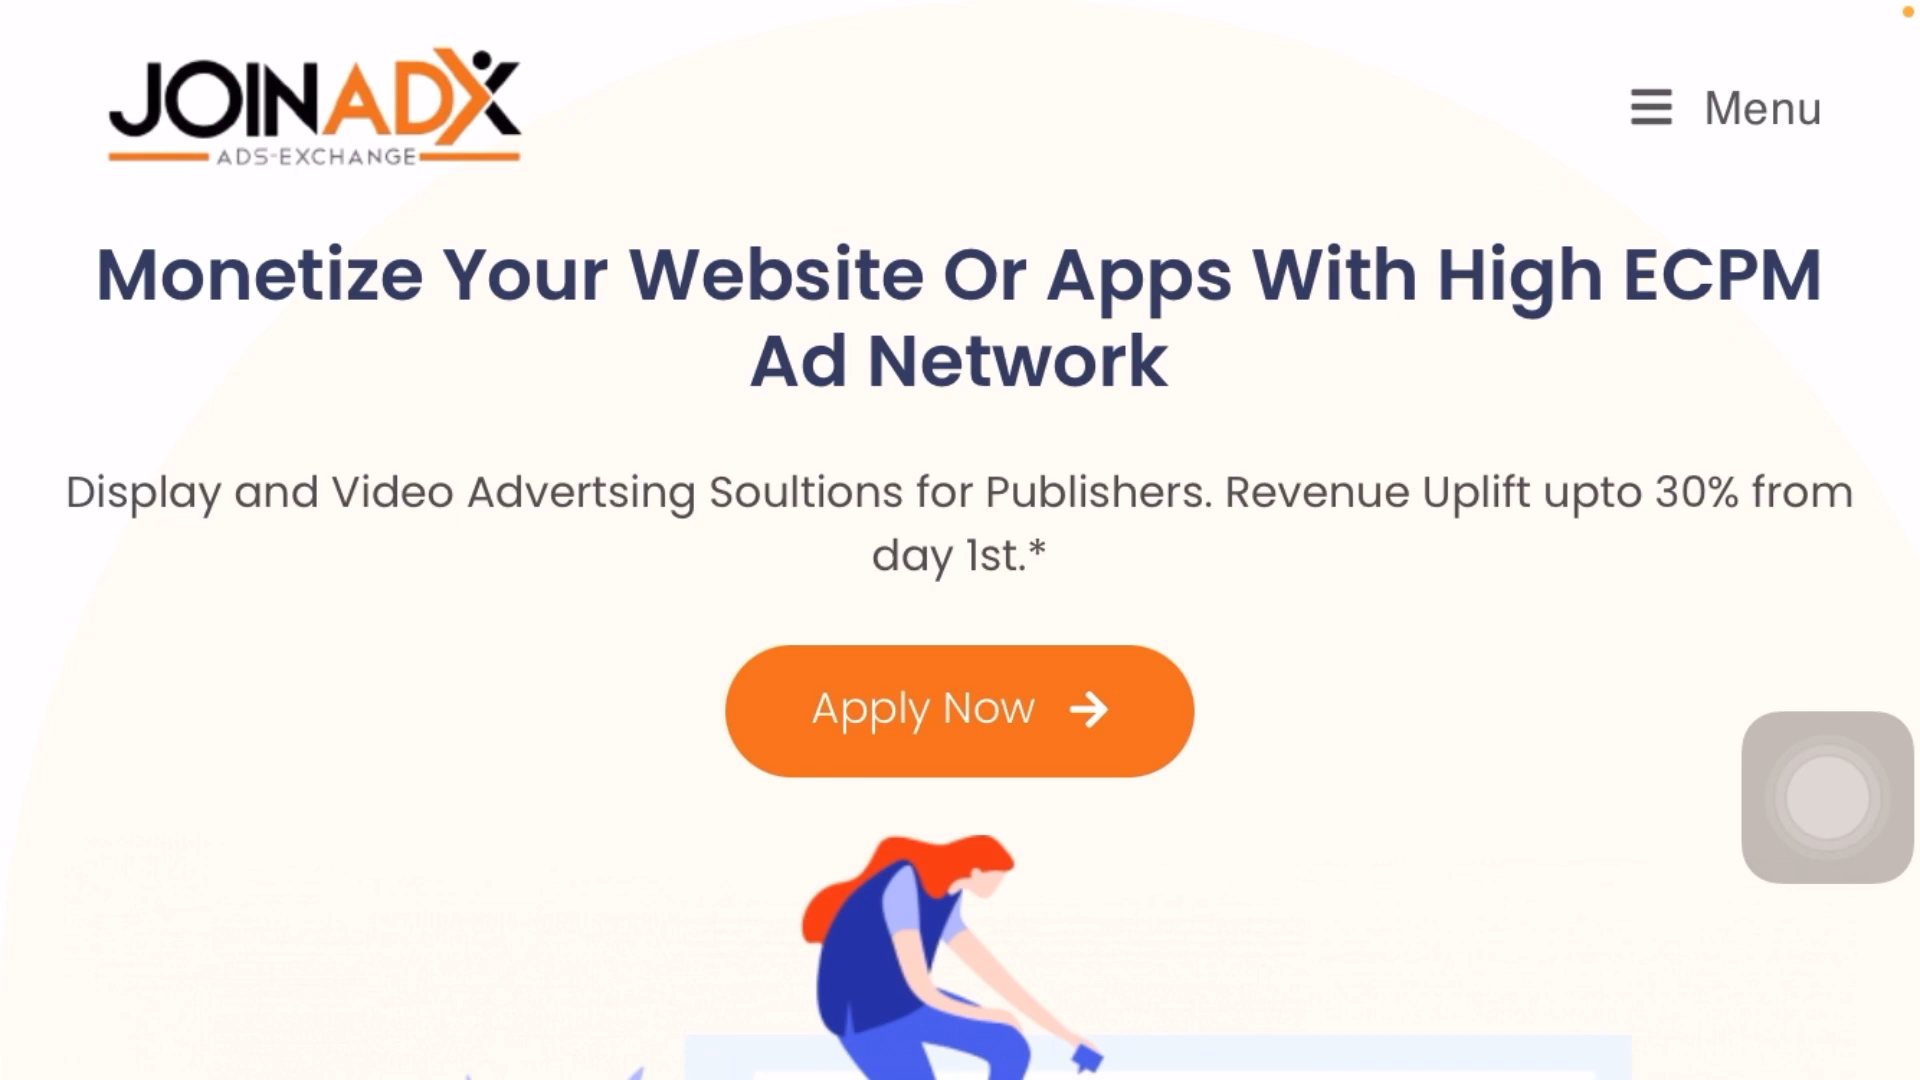 JOINADX
ADS-EXCHANGE
Menu
Monetize Your Website Or Apps With High ECPM
Ad Network
Display and Video Advertsing Soultions for Publishers. Revenue Uplift upto 30% from
day 1st.*
Apply Now